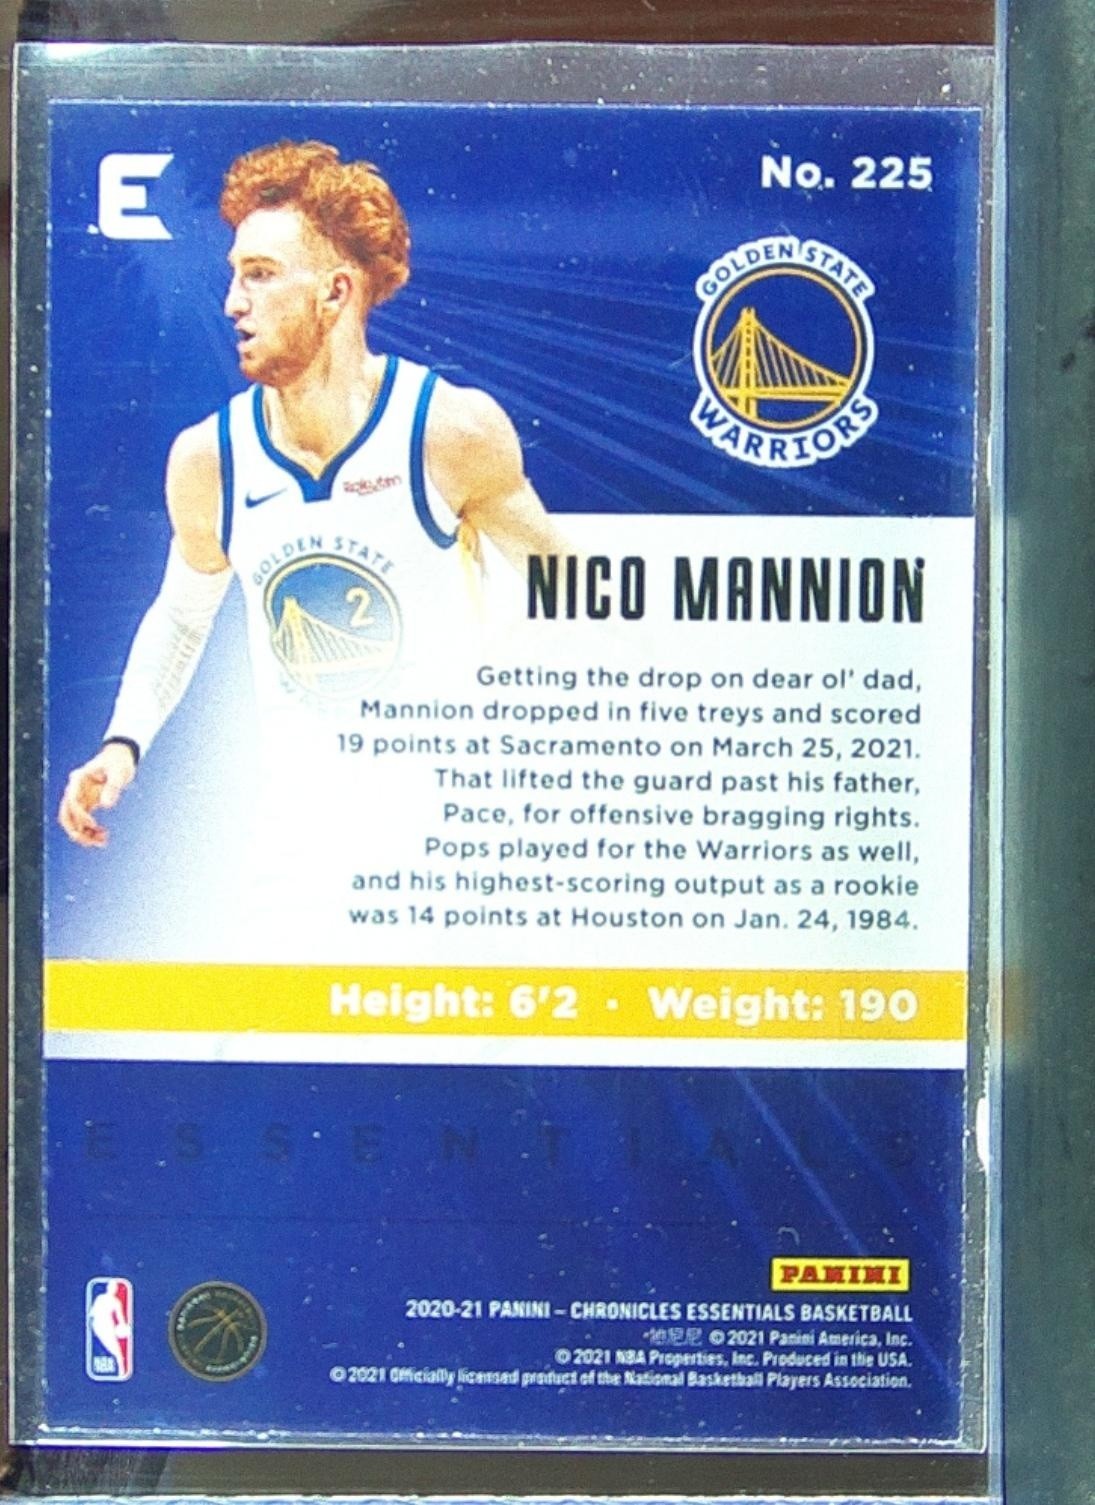 E
No. 225
GOLDEN STATE
WARRIORS
Rakuten
GOLDEN STATE
2
NICO MANNION
Getting the drop on dear ol' dad,
Mannion dropped in five treys and scored
19 points at Sacramento on March 25, 2021.
That lifted the guard past his father,
Pace, for offensive bragging rights.
Pops played for the Warriors as well,
and his highest-scoring output as a rookie
was 14 points at Houston on Jan. 24, 1984.
Height: 6'2 · Weight: 190
ESSENTIALS
PANINI
2020-21 PANINI – CHRONICLES ESSENTIALS BASKETBALL
© 2021 Panini America, Inc.
© 2021 NBA Properties, Inc. Produced in the USA.
© 2021 Officially licensed product of the National Basketball Players Association.
NBA